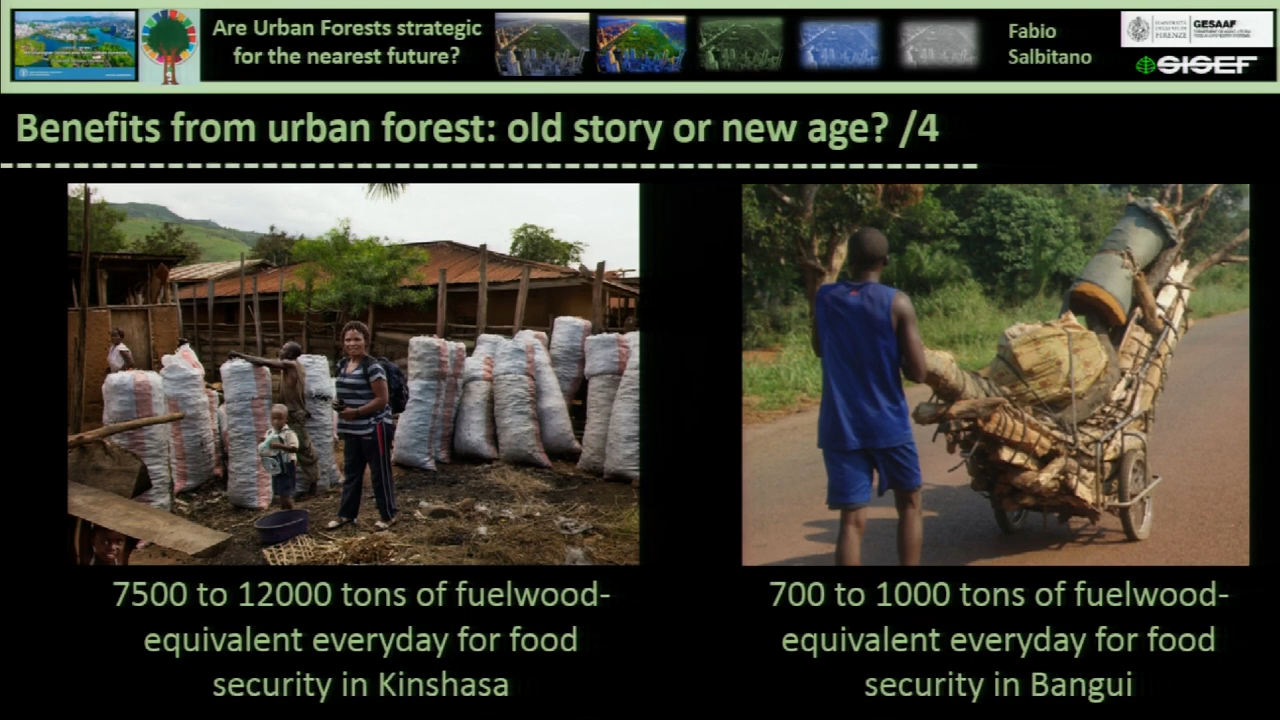 Are Urban Forests strategic
for the nearest future?
Fabio
Salbitano
UNIVERSITÀ
FIRENZE
GESAAF
SISEF
Benefits from urban forest: old story or new age? /4
7500 to 12000 tons of fuelwood-
equivalent everyday for food
security in Kinshasa
700 to 1000 tons of fuelwood-
equivalent everyday for food
security in Bangui